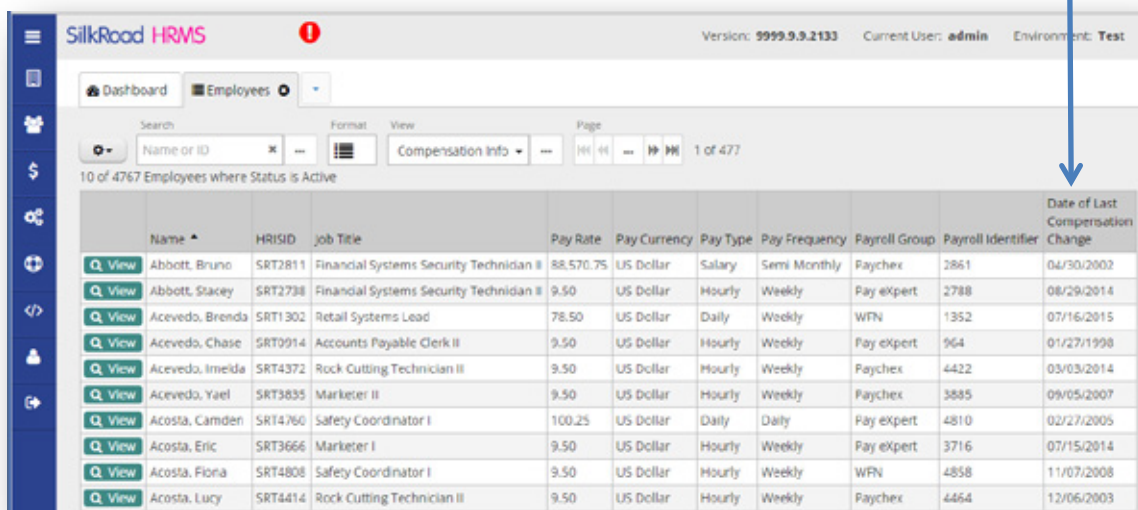 SilkRoad HRMS Version: 9999.9.9.2133 Current User: admin Environment: Test
Dashboard Employees
Search Format View Page
Name or ID Compensation Info 1 of 477
10 of 4767 Employees where Status is Active
Name HRISID Job Title Pay Rate Pay Currency Pay Type Pay Frequency Payroll Group Payroll Identifier Date of Last Compensation Change
View Abbott, Bruno SRT2811 Financial Systems Security Technician II 88,570.75 US Dollar Salary Semi Monthly Paychex 2861 04/30/2002
View Abbott, Stacey SRT2738 Financial Systems Security Technician II 9.50 US Dollar Hourly Weekly Pay eXpert 2788 08/29/2014
View Acevedo, Brenda SRT1302 Retail Systems Lead 78.50 US Dollar Daily Weekly WFN 1352 07/16/2015
View Acevedo, Chase SRT0914 Accounts Payable Clerk II 9.50 US Dollar Hourly Weekly Pay eXpert 964 01/27/1998
View Acevedo, Imelda SRT4372 Rock Cutting Technician III 9.50 US Dollar Hourly Weekly Paychex 4422 03/03/2014
View Acevedo, Yael SRT3835 Marketer II 9.50 US Dollar Hourly Weekly Paychex 3885 09/05/2007
View Acosta, Camden SRT4760 Safety Coordinator I 100.25 US Dollar Daily Daily Pay eXpert 4810 02/27/2005
View Acosta, Eric SRT3666 Marketer I 9.50 US Dollar Hourly Weekly Pay eXpert 3716 07/15/2014
View Acosta, Fiona SRT4808 Safety Coordinator I 9.50 US Dollar Hourly Weekly WFN 4858 11/07/2008
View Acosta, Lucy SRT4414 Rock Cutting Technician III 9.50 US Dollar Hourly Weekly Paychex 4464 12/06/2003